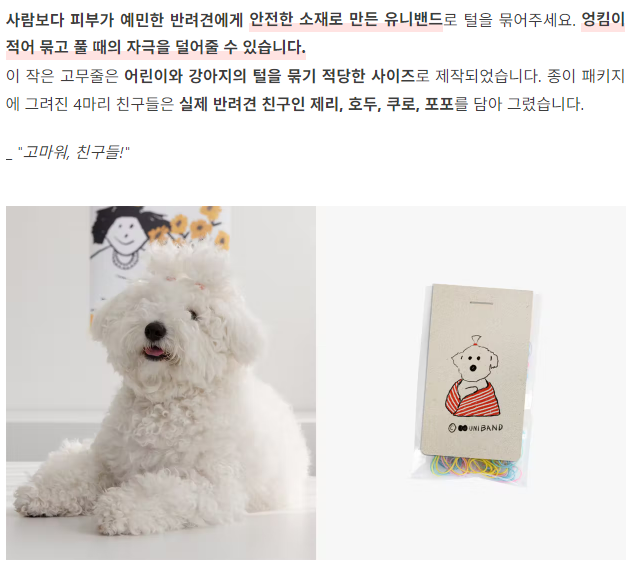 사람보다 피부가 예민한 반려견에게 안전한 소재로 만든 유니밴드로 털을 묶어주세요. 엉킴이
적어 묶고 풀 때의 자극을 덜어줄 수 있습니다.
이 작은 고무줄은 어린이와 강아지의 털을 묶기 적당한 사이즈로 제작되었습니다. 종이 패키지
에 그려진 4마리 친구들은 실제 반려견 친구인 제리, 호두, 쿠로, 포포를 담아 그렸습니다.
_ "고마워, 친구들!"
© UNIBAND